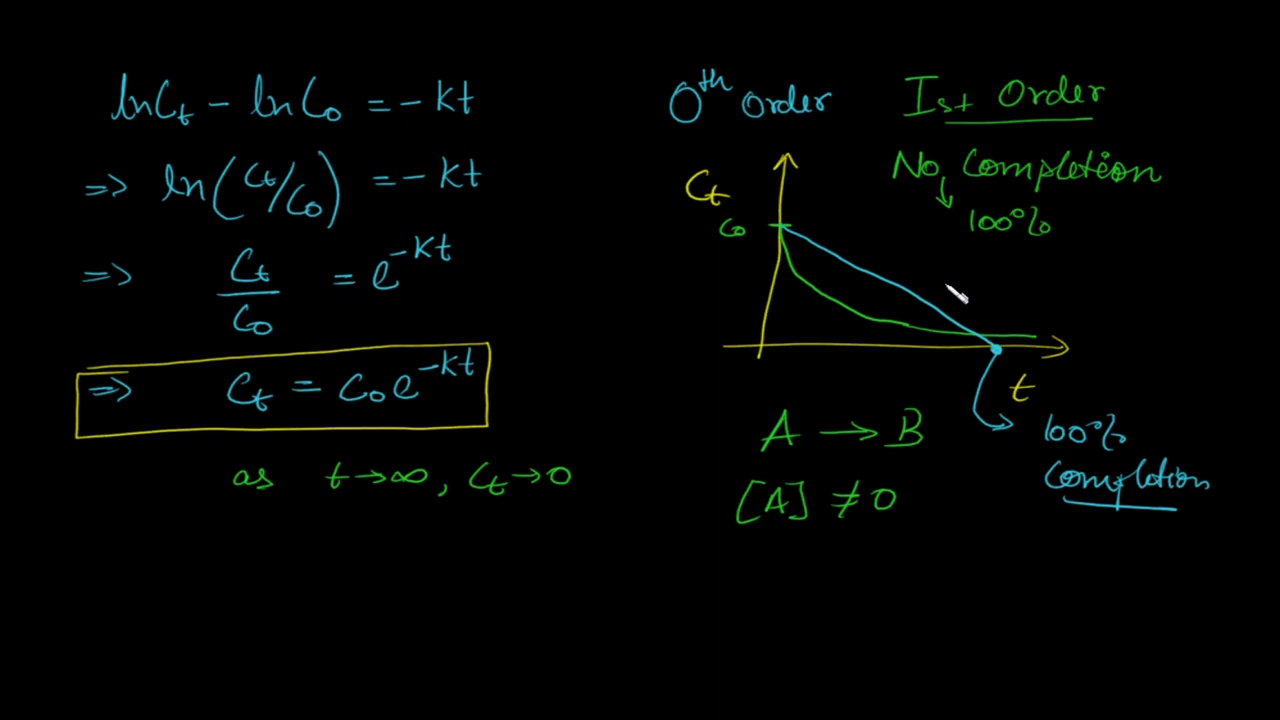 lnCt - lnC0 = - Kt
=> ln(Ct/C0) = - Kt
=> Ct/C0 = e^-Kt
=> Ct = C0e^-Kt
as t→∞, Ct→0
0th order
Ist Order
No Completion
↓ 100%
Ct
C0
t
A → B
[A] ≠ 0
100%
Completion